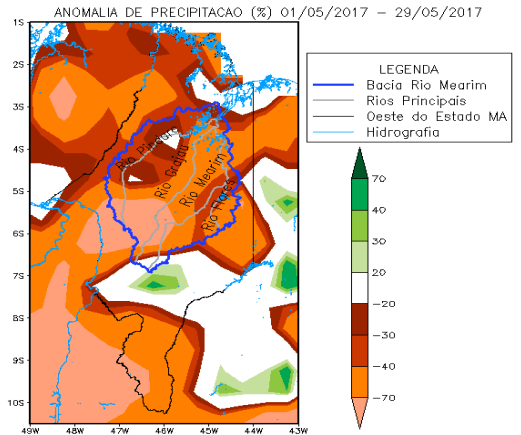 ANOMALIA DE PRECIPITACAO (%) 01/05/2017 – 29/05/2017
1S
2S
3S
4S
5S
6S
7S
8S
9S
10S
49W 48W 47W 46W 45W 44W 43W
Rio Pindaré
Rio Grajaú
Rio Mearim
Rio Flores
LEGENDA
Bacia Rio Mearim
Rios Principais
Oeste do Estado MA
Hidrografia
70
40
30
20
−20
−30
−40
−70